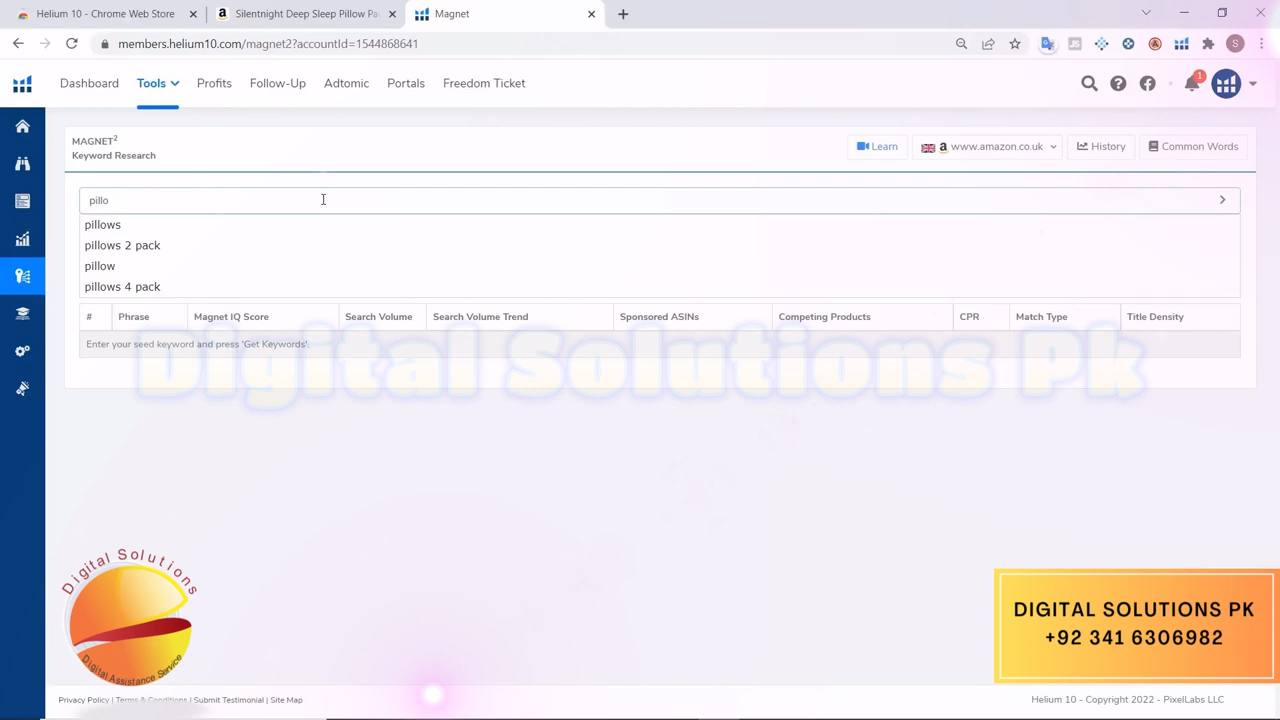 Helium 10 - Chrome Web Store
Silentnight Deep Sleep Pillow Pa
Magnet
members.helium10.com/magnet2?accountId=1544868641
S
Dashboard
Tools
Profits
Follow-Up
Adtomic
Portals
Freedom Ticket
1
MAGNET²
Keyword Research
Learn
www.amazon.co.uk
History
Common Words
pillo
pillows
pillows 2 pack
pillow
pillows 4 pack
# Phrase Magnet IQ Score Search Volume Search Volume Trend Sponsored ASINs Competing Products CPR Match Type Title Density
Enter your seed keyword and press 'Get Keywords'.
Digital Solutions Pk
Digital Solutions
Digital Assistance Service
DIGITAL SOLUTIONS PK
+92 341 6306982
Privacy Policy | Terms & Conditions | Submit Testimonial | Site Map
Helium 10 - Copyright 2022 - PixelLabs LLC